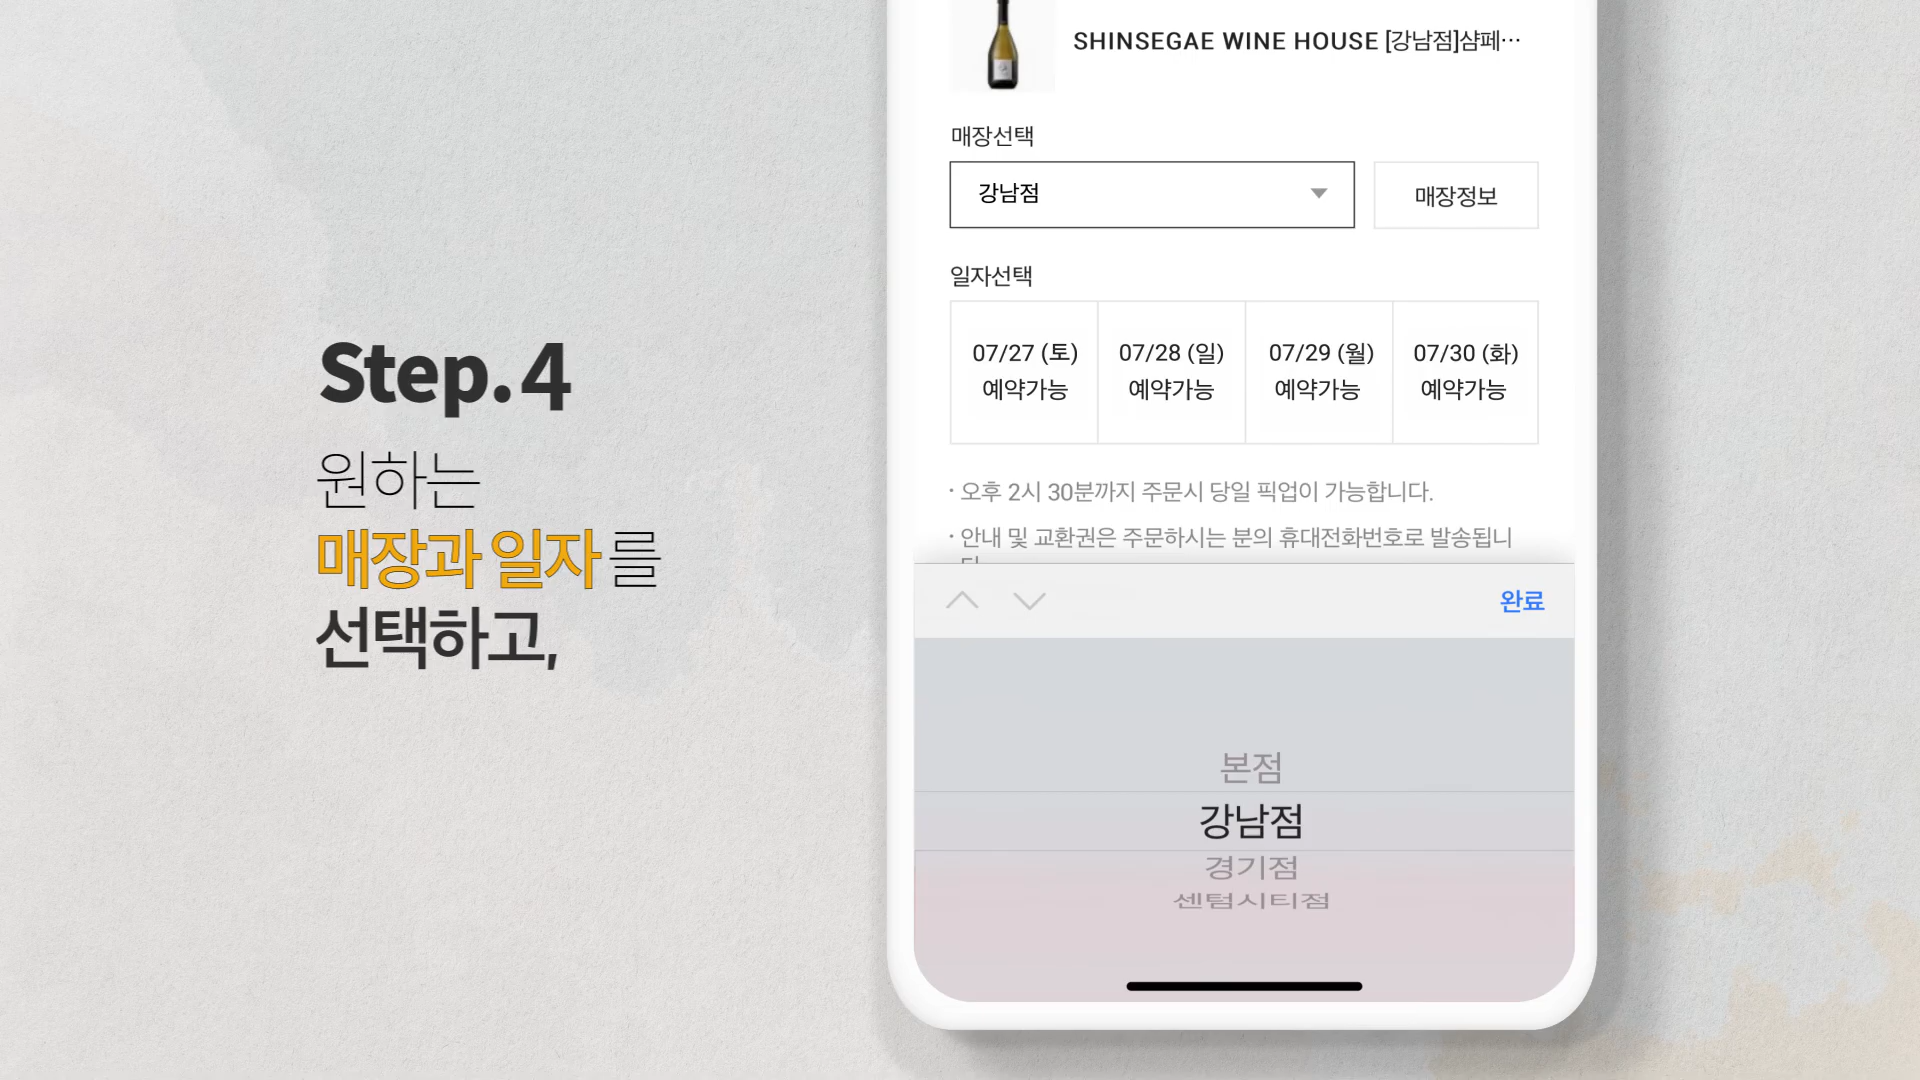 Step.4
원하는
매장과 일자를
선택하고,
SHINSEGAE WINE HOUSE [강남점]샴페…
매장선택
강남점
매장정보
일자선택
07/27 (토) 07/28 (일) 07/29 (월) 07/30 (화)
예약가능 예약가능 예약가능 예약가능
· 오후 2시 30분까지 주문시 당일 픽업이 가능합니다.
· 안내 및 교환권은 주문하시는 분의 휴대전화번호로 발송됩니
완료
본점
강남점
경기점
센텀시티점